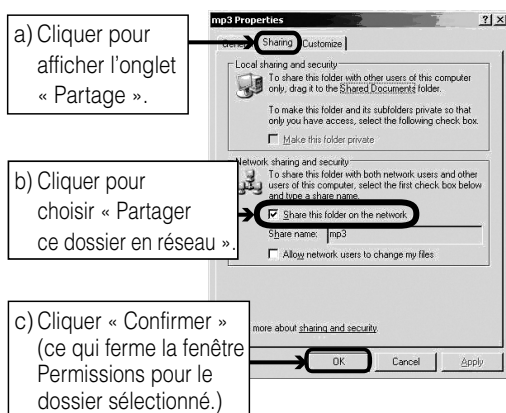 mp3 Properties
Sharing
Customize
a) Cliquer pour
afficher l'onglet
« Partage ».
Local sharing and security
To share this folder with other users of this computer
only, drag it to the Shared Documents folder.
To make this folder and its subfolders private so that
only you have access, select the following check box.
Make this folder private
Network sharing and security
To share this folder with both network users and other
users of this computer, select the first check box below
and type a share name.
b) Cliquer pour
choisir « Partager
ce dossier en réseau ».
Share this folder on the network
Share name: mp3
Allow network users to change my files
c) Cliquer « Confirmer »
(ce qui ferme la fenêtre
Permissions pour le
dossier sélectionné.)
more about sharing and security.
OK Cancel Apply